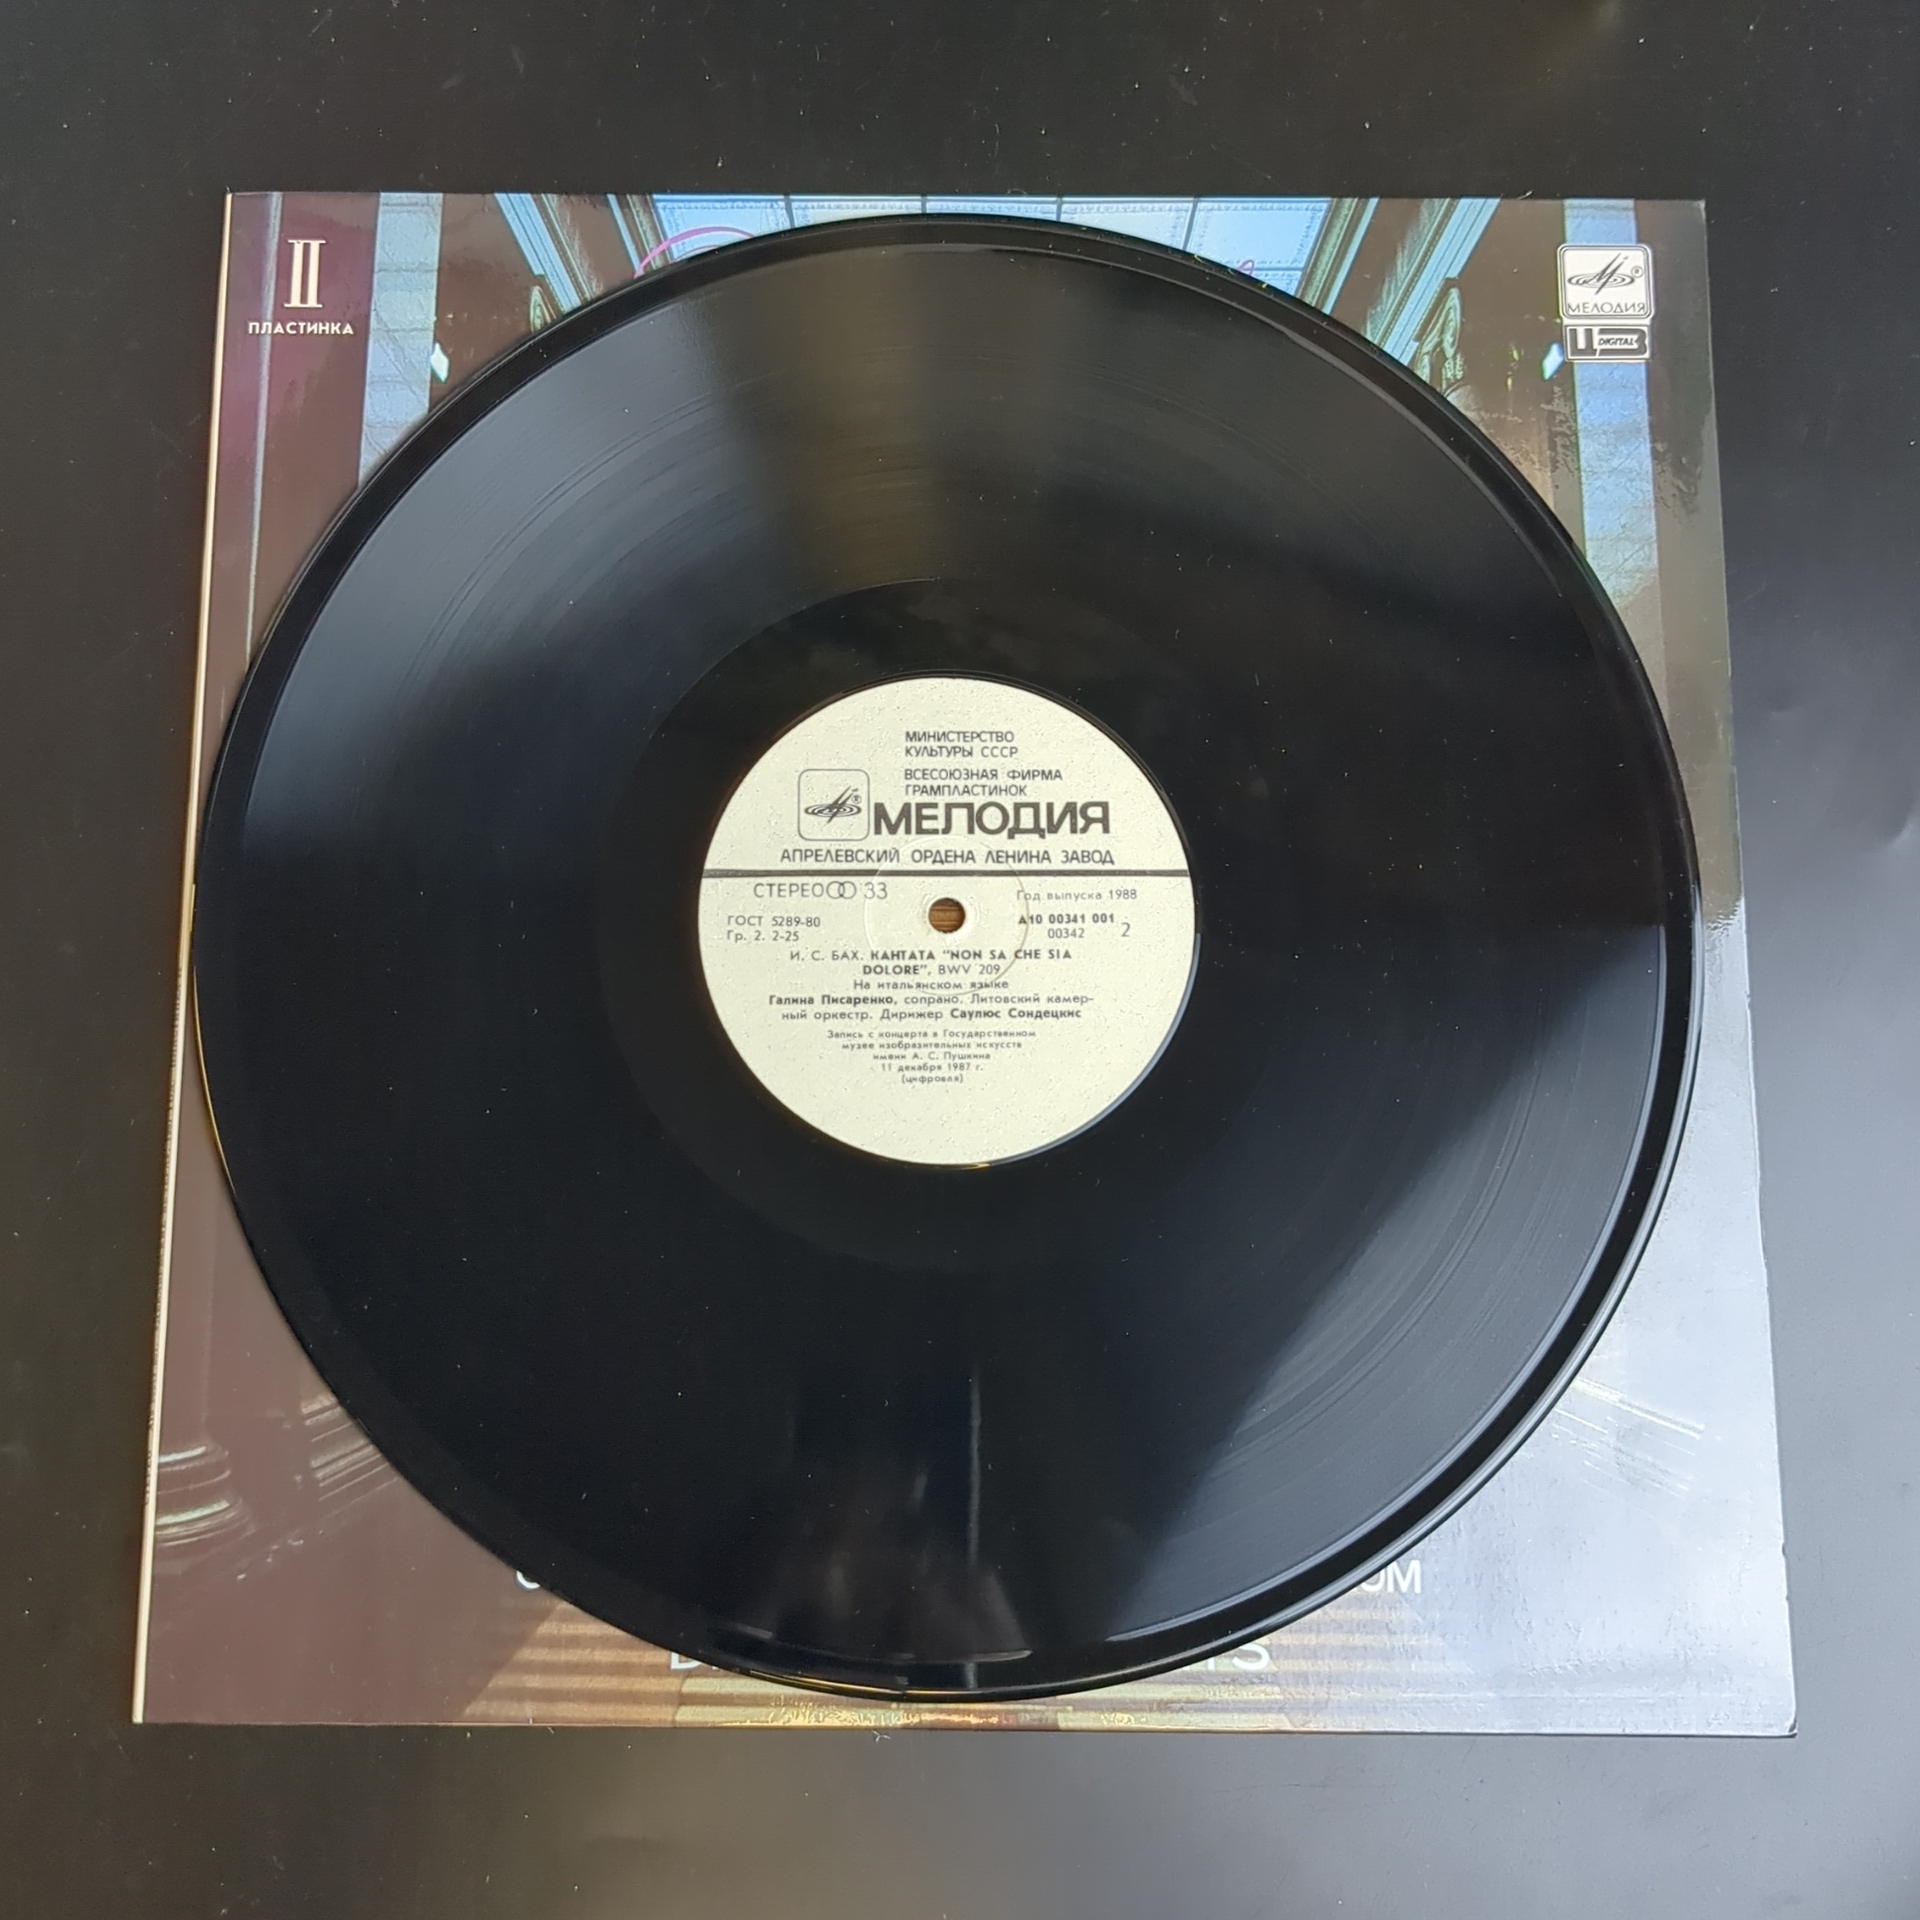 II
ПЛАСТИНКА
МЕЛОДИЯ
DIGITAL
МИНИСТЕРСТВО
КУЛЬТУРЫ СССР
ВСЕСОЮЗНАЯ ФИРМА
ГРАМПЛАСТИНОК
МЕЛОДИЯ
АПРЕЛЕВСКИЙ ОРДЕНА ЛЕНИНА ЗАВОД
СТЕРЕО 33
Год выпуска 1988
ГОСТ 5289-80
Гр. 2. 2-25
А10 00341 001
00342 2
И. С. БАХ. КАНТАТА "NON SA CHE SIA
DOLORE", BWV 209
На итальянском языке
Галина Писаренко, сопрано. Литовский камер-
ный оркестр. Дирижер Саулюс Сондецкис
Запись с концерта в Государственном
музее изобразительных искусств
имени А. С. Пушкина
11 декабря 1987 г.
(цифровая)